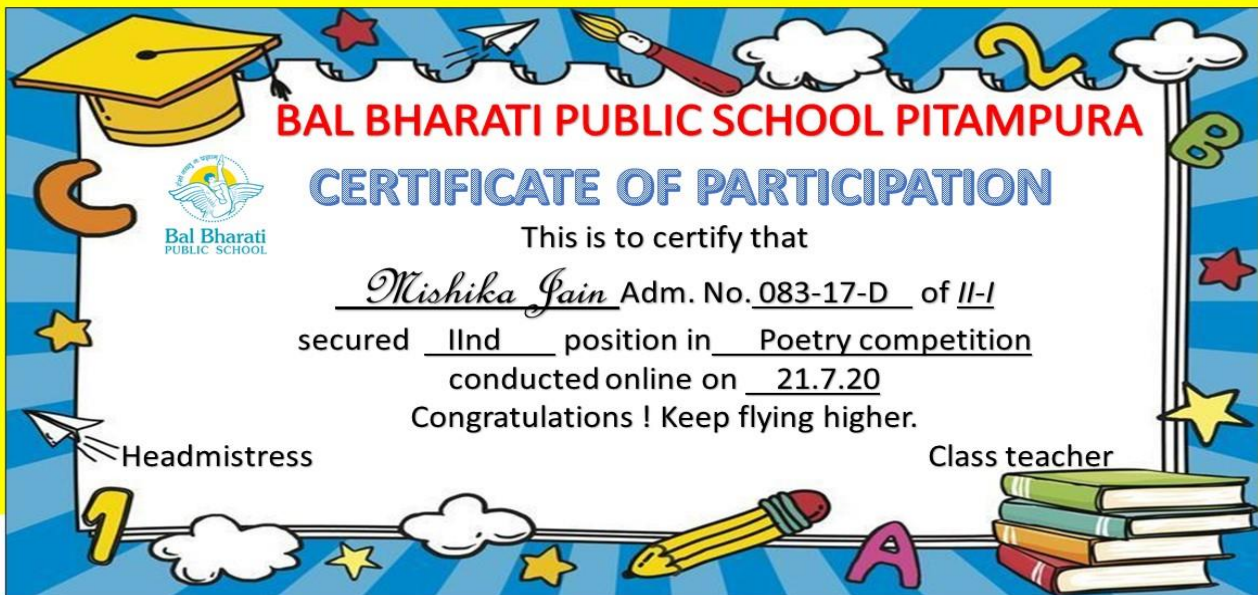 BAL BHARATI PUBLIC SCHOOL PITAMPURA
CERTIFICATE OF PARTICIPATION
Bal Bharati
PUBLIC SCHOOL
This is to certify that
Mishika Jain Adm. No. 083-17-D of II-I
secured IInd position in Poetry competition
conducted online on 21.7.20
Congratulations ! Keep flying higher.
Headmistress Class teacher
C
2
B
1
A